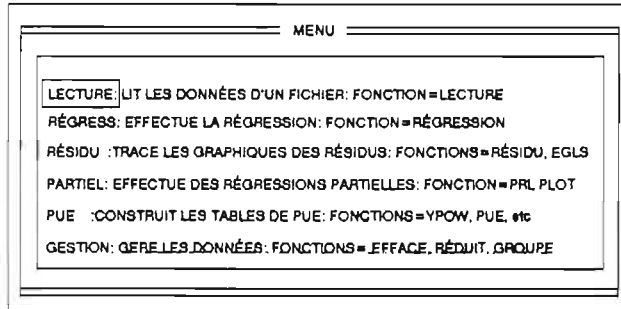 MENU
LECTURE: LIT LES DONNÉES D'UN FICHIER: FONCTION=LECTURE
RÉGRESS: EFFECTUE LA RÉGRESSION: FONCTION=RÉGRESSION
RÉSIDU :TRACE LES GRAPHIQUES DES RÉSIDUS: FONCTIONS=RÉSIDU, EGLS
PARTIEL: EFFECTUE DES RÉGRESSIONS PARTIELLES: FONCTION=PRL PLOT
PUE :CONSTRUIT LES TABLES DE PUE: FONCTIONS=YPOW, PUE, etc
GESTION: GERE LES DONNÉES: FONCTIONS= EFFACE, RÉDUIT, GROUPE